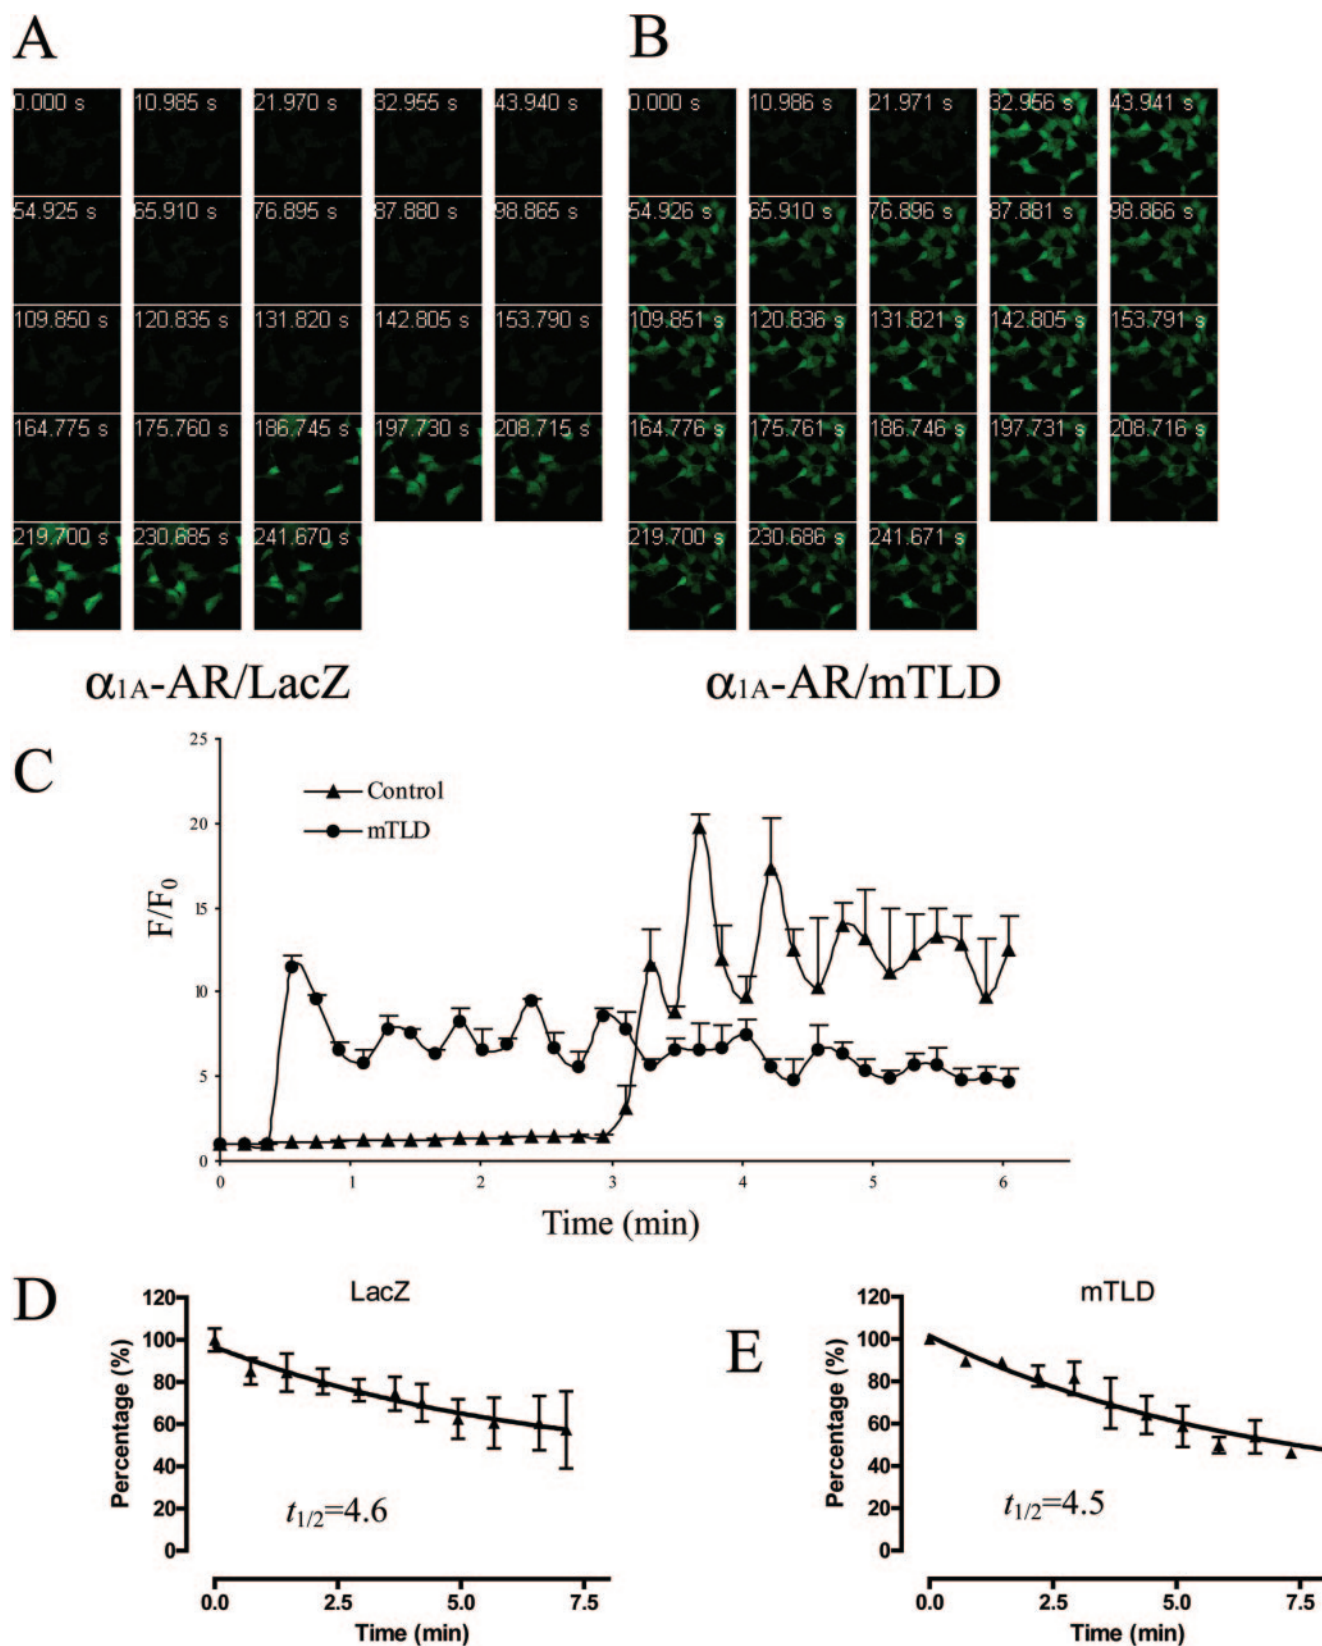 A B
0.000 s 10.985 s 21.970 s 32.955 s 43.940 s
54.925 s 65.910 s 76.895 s 87.880 s 98.865 s
109.850 s 120.835 s 131.820 s 142.805 s 153.790 s
164.775 s 175.760 s 186.745 s 197.730 s 208.715 s
219.700 s 230.685 s 241.670 s
0.000 s 10.986 s 21.971 s 32.956 s 43.941 s
54.926 s 65.910 s 76.896 s 87.881 s 98.866 s
109.851 s 120.836 s 131.821 s 142.805 s 153.791 s
164.776 s 175.761 s 186.746 s 197.731 s 208.716 s
219.700 s 230.686 s 241.671 s
α1A-AR/LacZ
α1A-AR/mTLD
C
25
20
15
10
5
0
F/F0
Control
mTLD
0 1 2 3 4 5 6
Time (min)
D
LacZ
120
100
80
60
40
20
0
Percentage (%)
t1/2=4.6
0.0 2.5 5.0 7.5
Time (min)
E
mTLD
120
100
80
60
40
20
0
Percentage (%)
t1/2=4.5
0.0 2.5 5.0 7.5
Time (min)